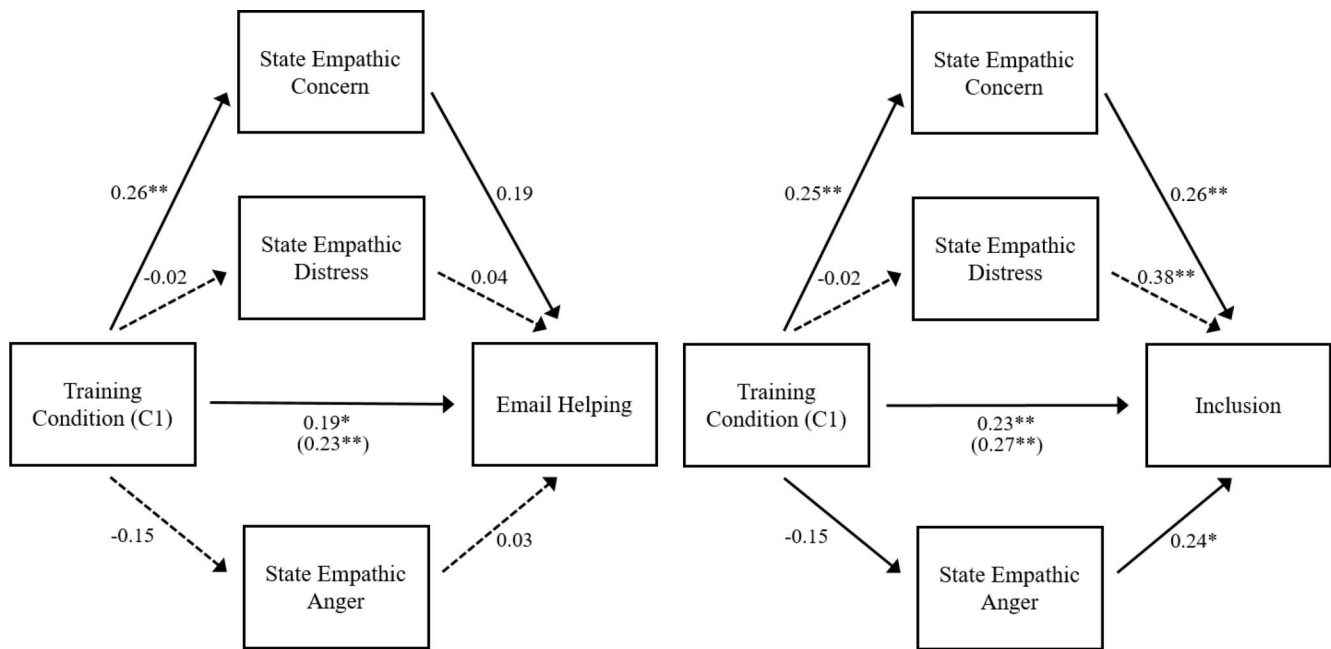 State Empathic
Concern
0.26**
0.19
State Empathic
Distress
-0.02
0.04
Training
Condition (C1)
0.19*
(0.23**)
Email Helping
-0.15
0.03
State Empathic
Anger
State Empathic
Concern
0.25**
0.26**
State Empathic
Distress
-0.02
0.38**
Training
Condition (C1)
0.23**
(0.27**)
Inclusion
-0.15
0.24*
State Empathic
Anger